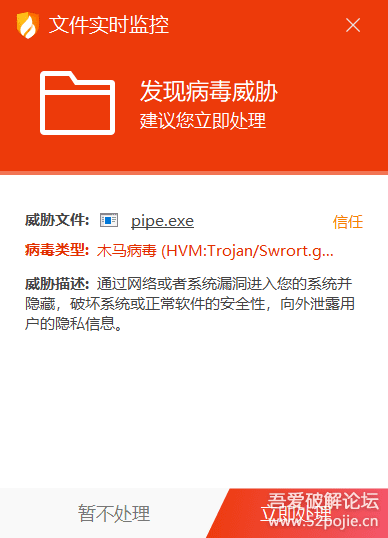 文件实时监控
发现病毒威胁
建议您立即处理
威胁文件: pipe.exe 信任
病毒类型: 木马病毒 (HVM:Trojan/Swrort.g...
威胁描述: 通过网络或者系统漏洞进入您的系统并
隐藏，破坏系统或正常软件的安全性，向外泄露用
户的隐私信息。
暂不处理 立即处理
吾爱破解论坛
www.52pojie.cn